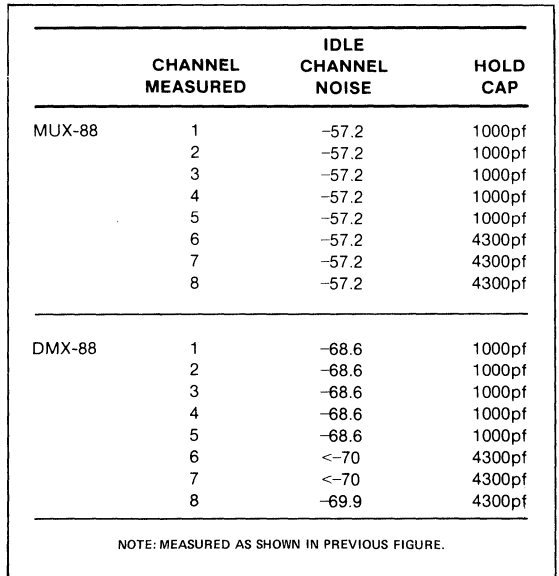 IDLE
CHANNEL CHANNEL HOLD
MEASURED NOISE CAP
MUX-88 1 -57.2 1000pf
2 -57.2 1000pf
3 -57.2 1000pf
4 -57.2 1000pf
5 -57.2 1000pf
6 -57.2 4300pf
7 -57.2 4300pf
8 -57.2 4300pf
DMX-88 1 -68.6 1000pf
2 -68.6 1000pf
3 -68.6 1000pf
4 -68.6 1000pf
5 -68.6 1000pf
6 <-70 4300pf
7 <-70 4300pf
8 -69.9 4300pf
NOTE: MEASURED AS SHOWN IN PREVIOUS FIGURE.